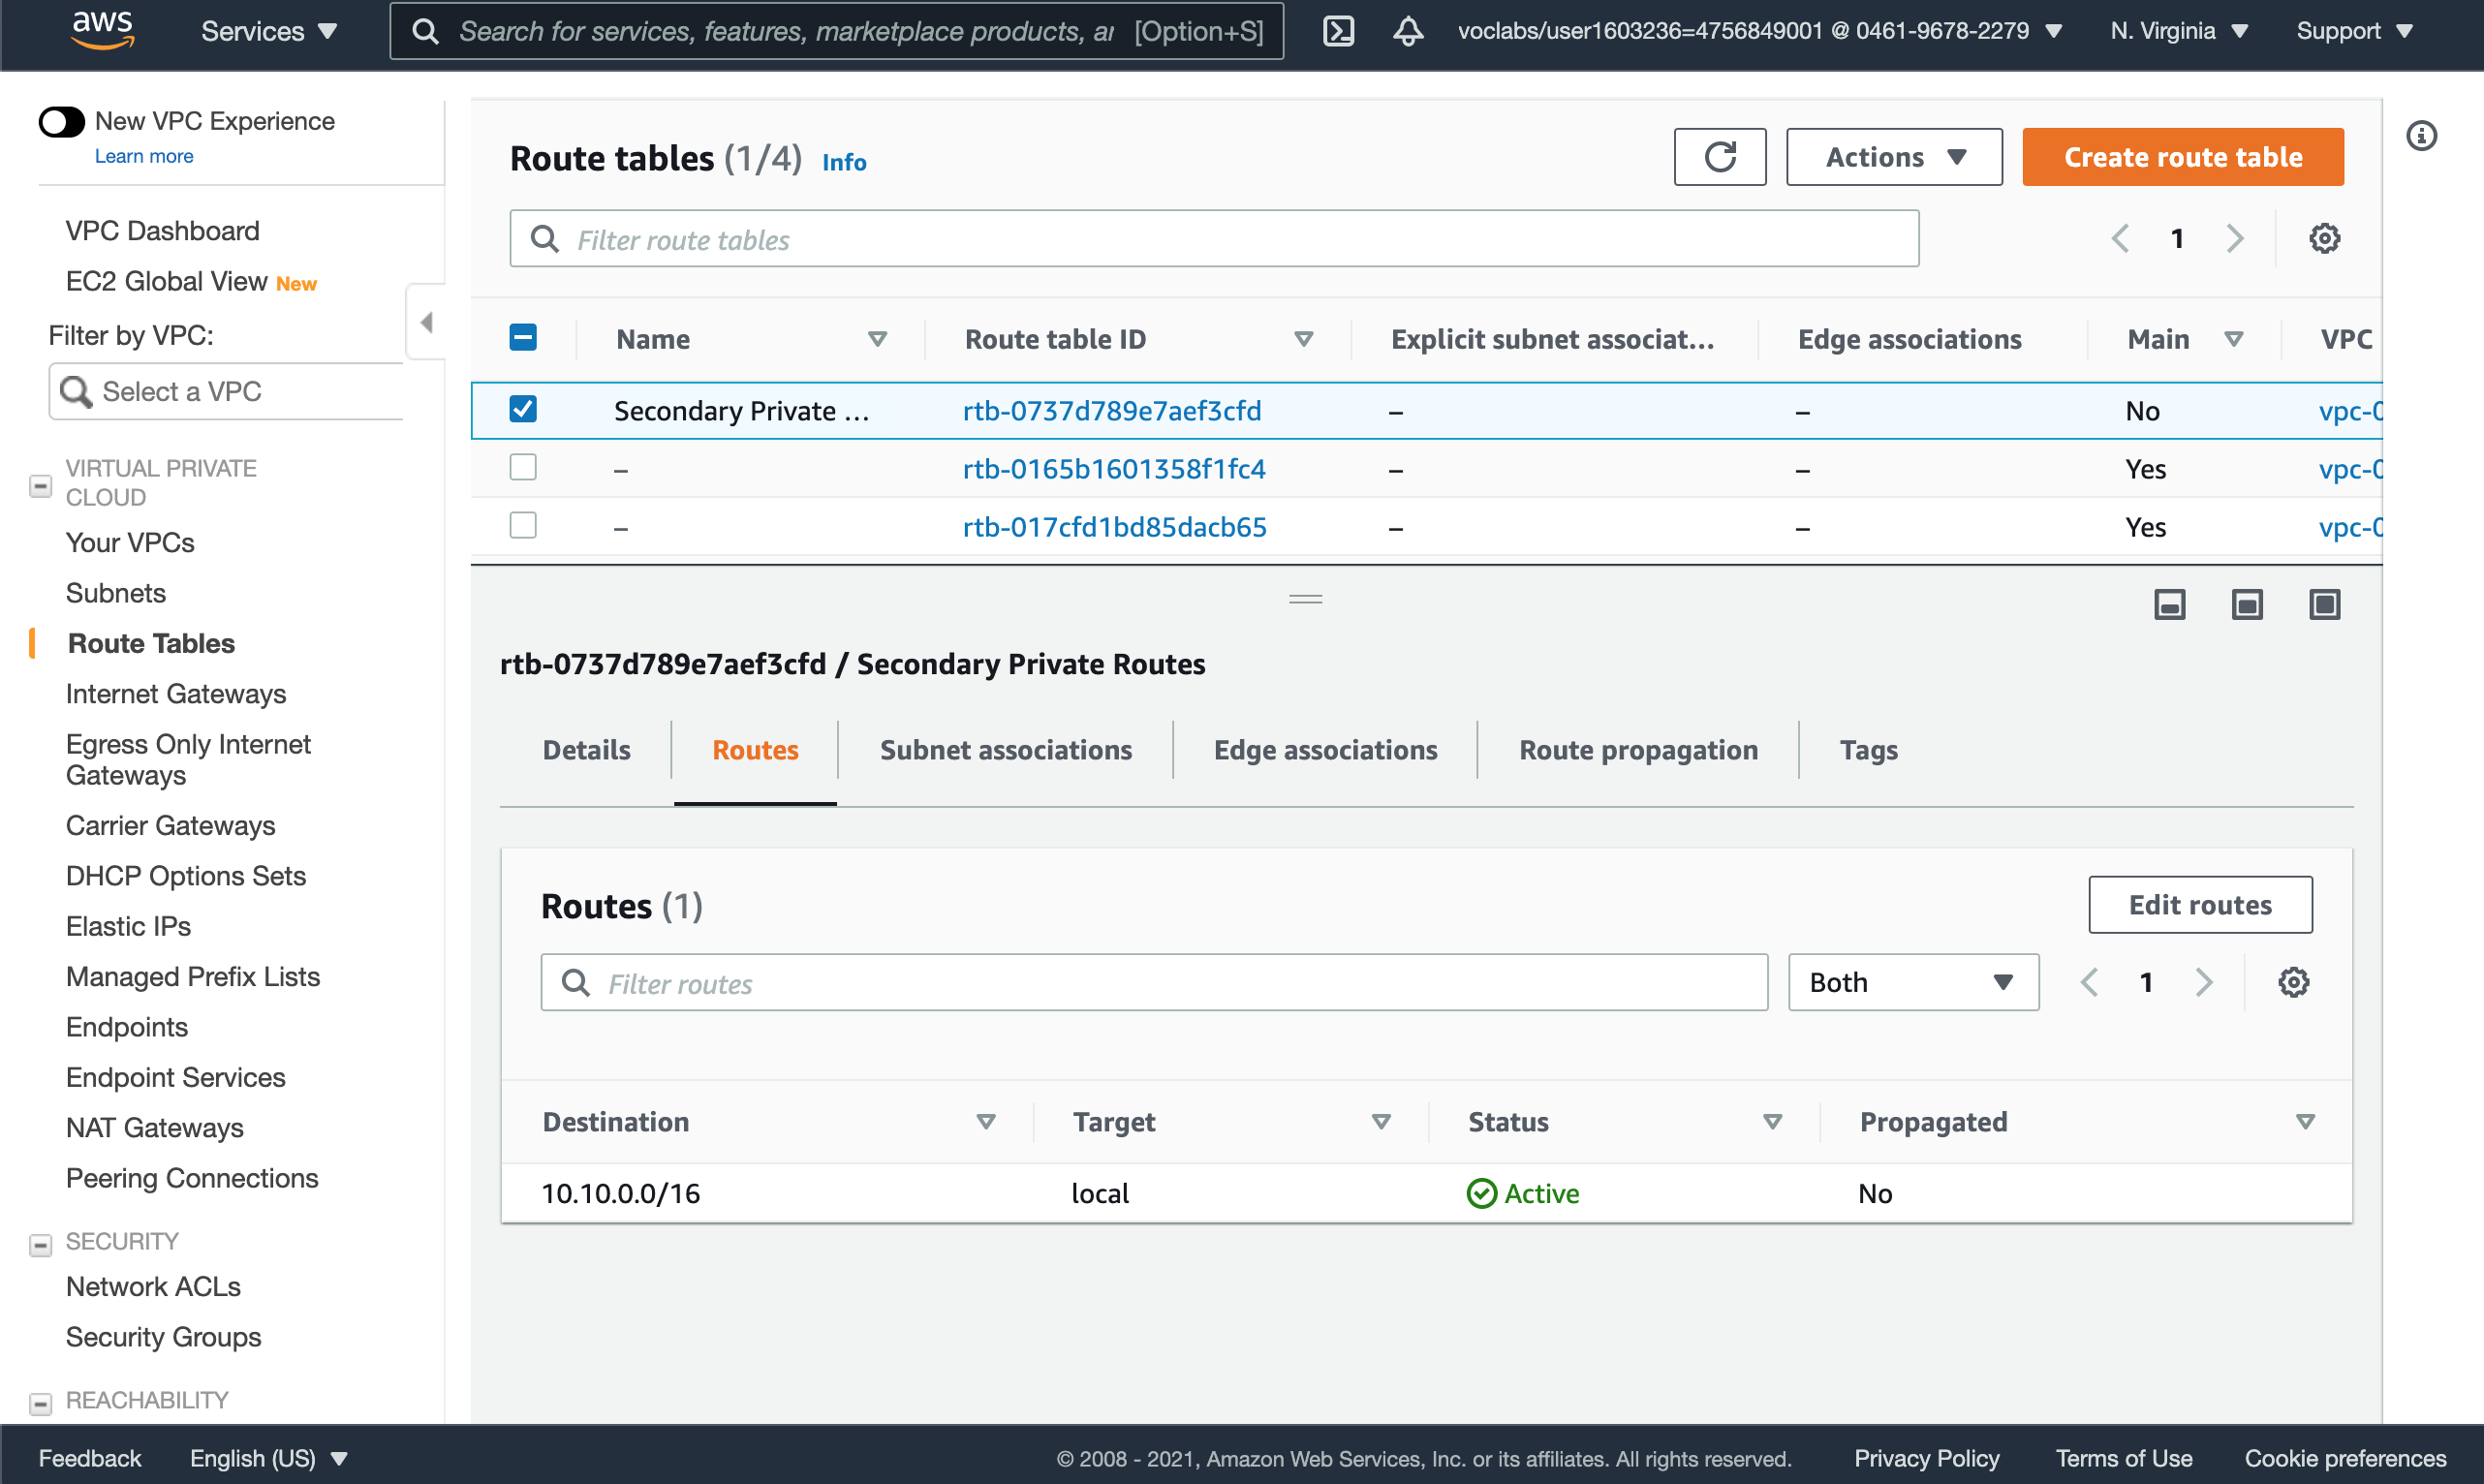 aws
Services
Search for services, features, marketplace products, ar [Option+S]
voclabs/user1603236=4756849001 @ 0461-9678-2279
N. Virginia
Support
New VPC Experience
Learn more
VPC Dashboard
EC2 Global View New
Filter by VPC:
Select a VPC
VIRTUAL PRIVATE
CLOUD
Your VPCs
Subnets
Route Tables
Internet Gateways
Egress Only Internet
Gateways
Carrier Gateways
DHCP Options Sets
Elastic IPs
Managed Prefix Lists
Endpoints
Endpoint Services
NAT Gateways
Peering Connections
SECURITY
Network ACLs
Security Groups
REACHABILITY
Route tables (1/4) Info
Actions
Create route table
Filter route tables
1
Name Route table ID Explicit subnet associat... Edge associations Main VPC
Secondary Private ... rtb-0737d789e7aef3cfd – – No vpc-0
– rtb-0165b1601358f1fc4 – – Yes vpc-0
– rtb-017cfd1bd85dacb65 – – Yes vpc-0
rtb-0737d789e7aef3cfd / Secondary Private Routes
Details Routes Subnet associations Edge associations Route propagation Tags
Routes (1)
Edit routes
Filter routes
Both
1
Destination Target Status Propagated
10.10.0.0/16 local Active No
Feedback English (US) © 2008 - 2021, Amazon Web Services, Inc. or its affiliates. All rights reserved. Privacy Policy Terms of Use Cookie preferences